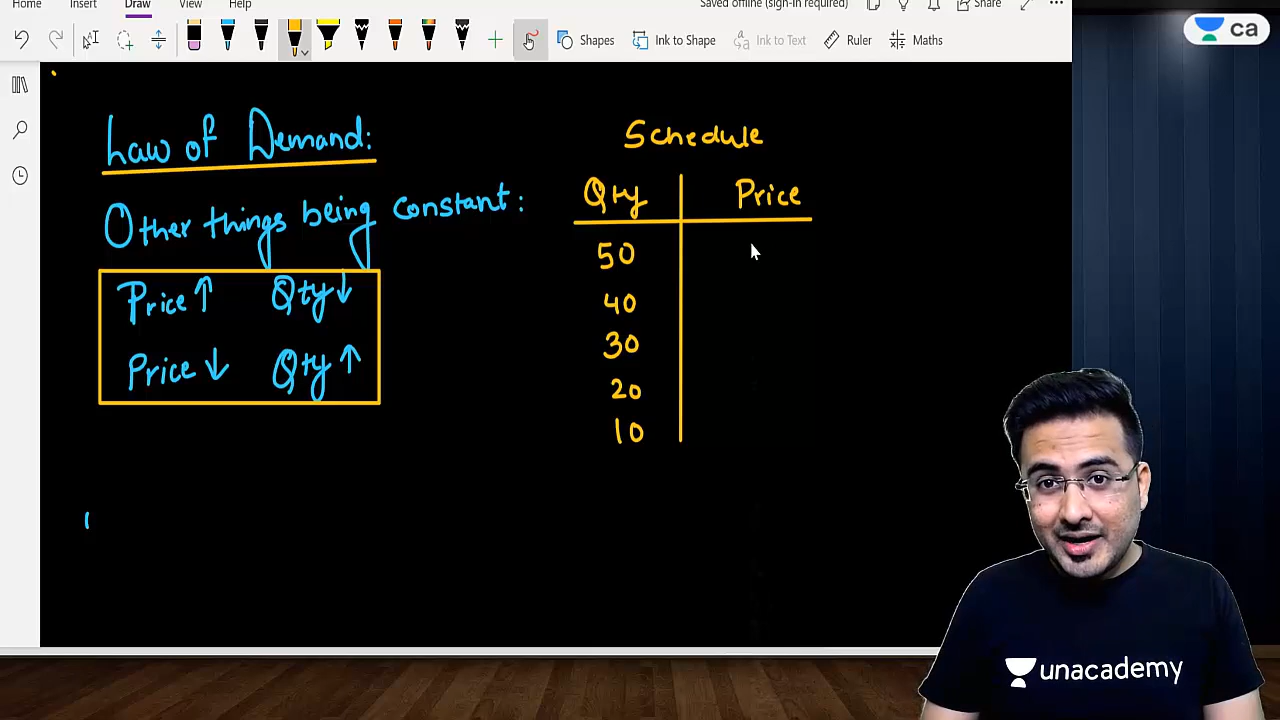 Home Insert Draw View Help Saved offline (sign-in required) Share
Shapes Ink to Shape Ink to Text Ruler Maths
ca
Law of Demand:
Other things being constant:
Price ↑ Qty ↓
Price ↓ Qty ↑
Schedule
Qty Price
50
40
30
20
10
unacademy